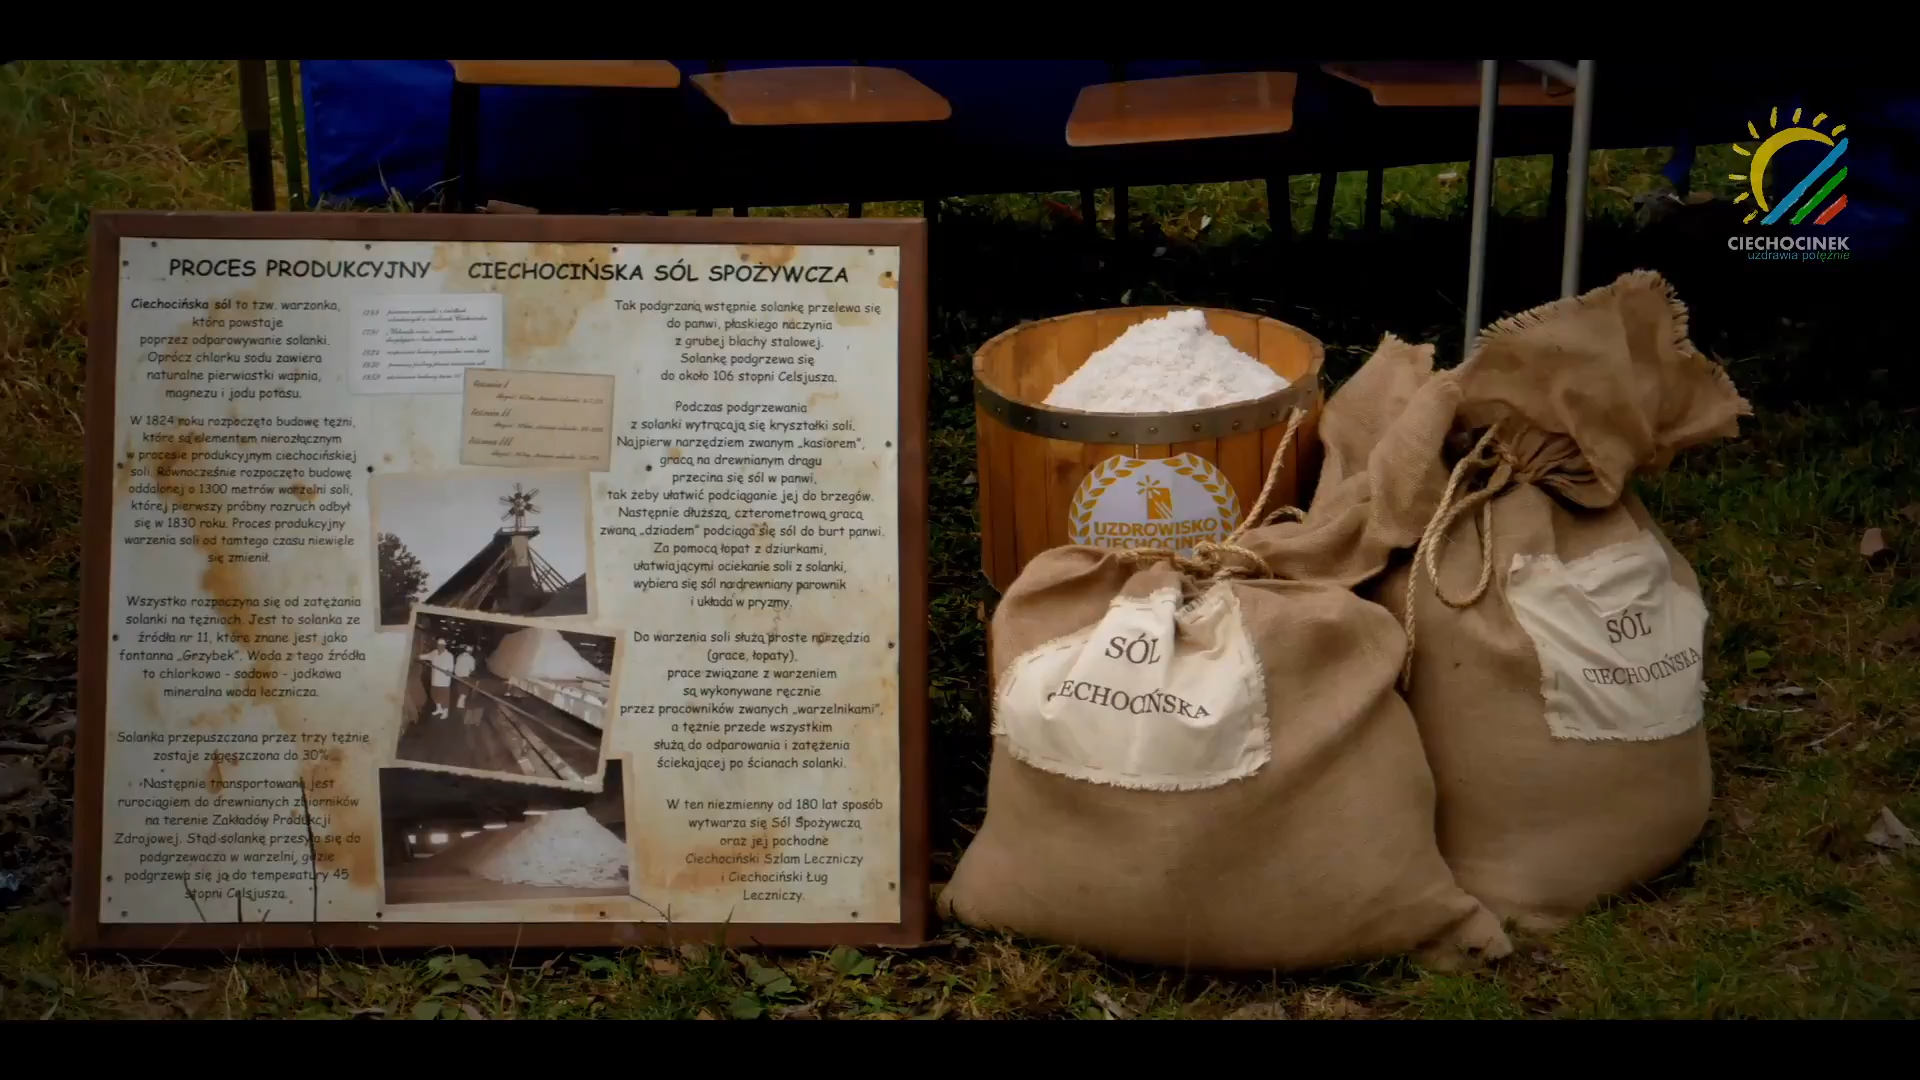 PROCES PRODUKCYJNY CIECHOCIŃSKA SÓL SPOŻYWCZA
Ciechocińska sól to tzw. warzonka,
która powstaje
poprzez odparowywanie solanki.
Oprócz chlorku sodu zawiera
naturalne pierwiastki wapnia,
magnezu i jodu potasu.
W 1824 roku rozpoczęto budowę tężni,
które są elementem nierozłącznym
w procesie produkcyjnym ciechocińskiej
soli. Równocześnie rozpoczęto budowę
oddalonej o 1300 metrów warzelni soli,
której pierwszy próbny rozruch odbył
się w 1830 roku. Proces produkcyjny
warzenia soli od tamtego czasu niewiele
się zmienił.
Wszystko rozpoczyna się od zatężania
solanki na tężniach. Jest to solanka ze
źródła nr 11, które znane jest jako
fontanna „Grzybek”. Woda z tego źródła
to chlorkowo - sodowo - jodkowa
mineralna woda lecznicza.
Solanka przepuszczana przez trzy tężnie
zostaje zagęszczona do 30%.
Następnie transportowana jest
rurociągiem do drewnianych zbiorników
na terenie Zakładów Produkcji
Zdrojowej. Stąd solankę przesyła się do
podgrzewacza w warzelni, gdzie
podgrzewa się ją do temperatury 45
stopni Celsjusza.
Tak podgrzaną wstępnie solankę przelewa się
do panwi, płaskiego naczynia
z grubej blachy stalowej.
Solankę podgrzewa się
do około 106 stopni Celsjusza.
Podczas podgrzewania
z solanki wytrącają się kryształki soli.
Najpierw narzędziem zwanym „kasiorem”,
gracą na drewnianym drągu
przecina się sól w panwi,
tak żeby ułatwić podciąganie jej do brzegów.
Następnie dłuższą, czterometrową gracą
zwaną „dziadem” podciąga się sól do burt panwi.
Za pomocą łopat z dziurkami,
ułatwiającymi ociekanie soli z solanki,
wybiera się sól na drewniany parownik
i układa w pryzmy.
Do warzenia soli służą proste narzędzia
(grace, łopaty),
prace związane z warzeniem
są wykonywane ręcznie
przez pracowników zwanych „warzelnikami”,
a tężnie przede wszystkim
służą do odparowania i zatężenia
ściekającej po ścianach solanki.
W ten niezmienny od 180 lat sposób
wytwarza się Sól Spożywczą
oraz jej pochodne
Ciechociński Szlam Leczniczy
i Ciechociński Ług
Leczniczy.
UZDROWISKO
CIECHOCINEK
SÓL
ECHOCIŃSKA
SÓL
CIECHOCIŃSKA
CIECHOCINEK
uzdrawia potężnie